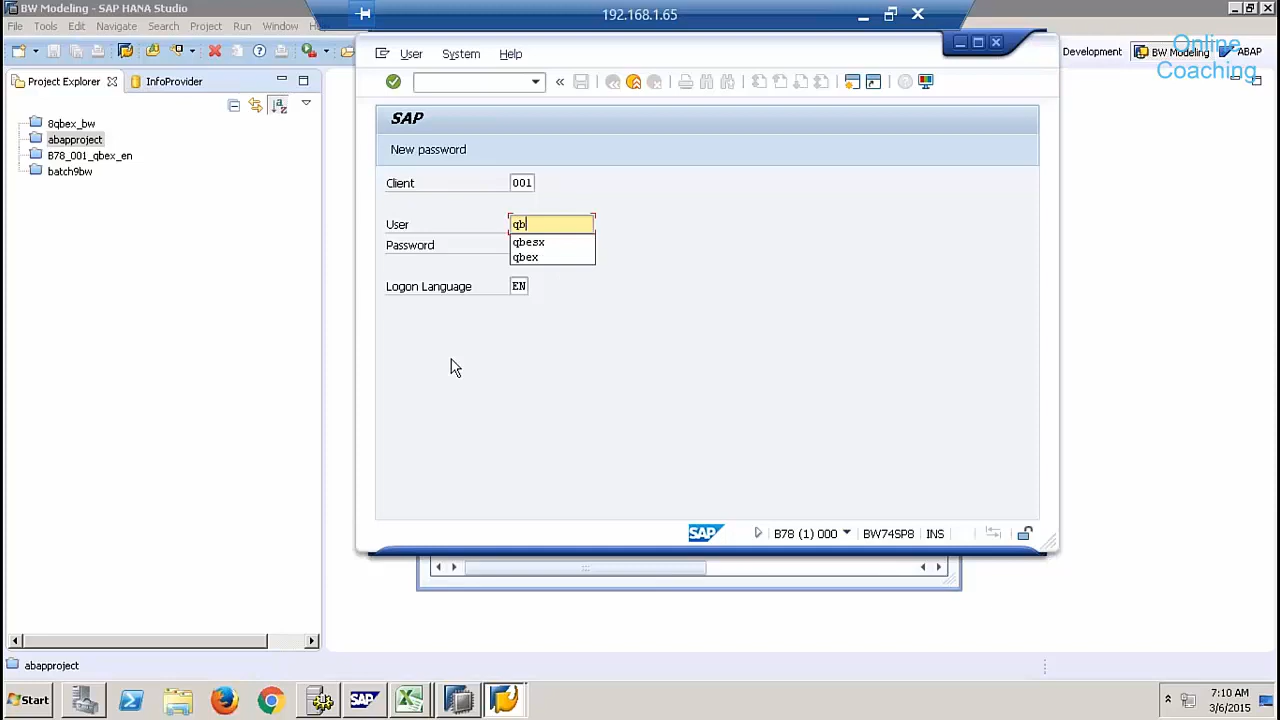 BW Modeling - SAP HANA Studio
192.168.1.65
File Tools Edit Navigate Search Project Run Window
User System Help
Development BW Modeling ABAP
Online
Coaching
Project Explorer InfoProvider
SAP
New password
8qbex_bw
abapproject
B78_001_qbex_en
batch9bw
Client 001
User qb
qbesx
qbex
Password
Logon Language EN
SAP B78 (1) 000 BW74SP8 INS
abapproject
Start
SAP
7:10 AM
3/6/2015